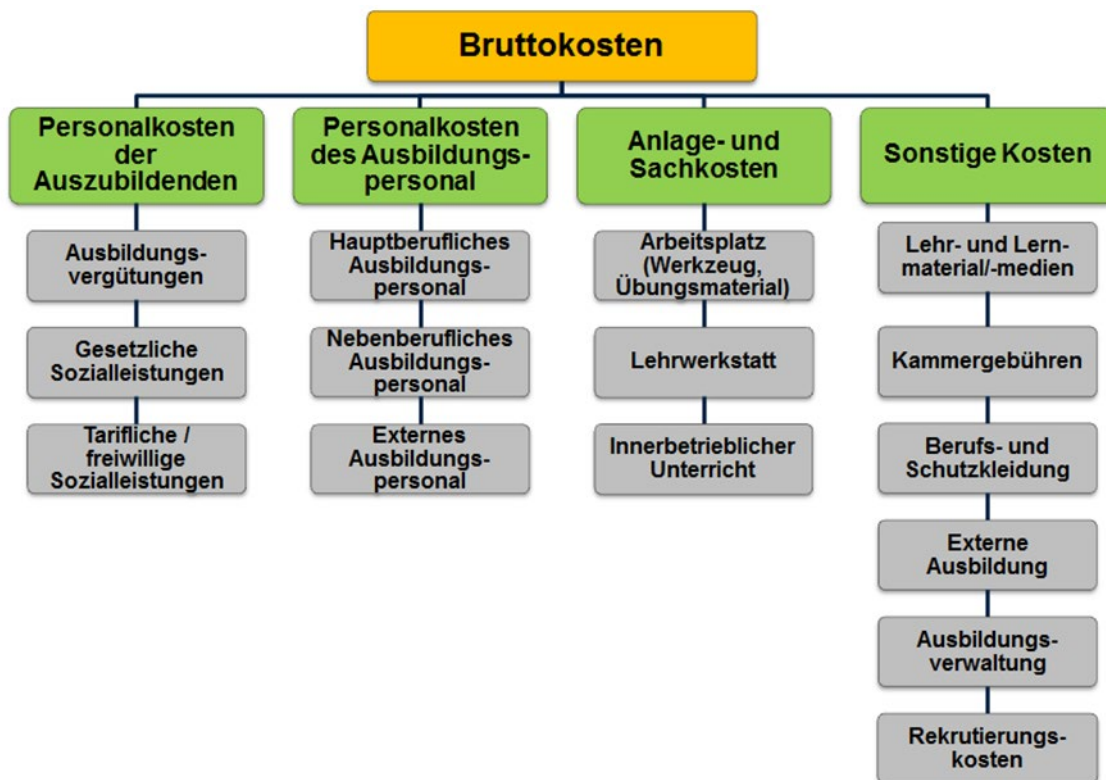 Bruttokosten
Personalkosten
der
Auszubildenden
Ausbildungs-
vergütungen
Gesetzliche
Sozialleistungen
Tarifliche /
freiwillige
Sozialleistungen
Personalkosten
des Ausbildungs-
personal
Hauptberufliches
Ausbildungs-
personal
Nebenberufliches
Ausbildungs-
personal
Externes
Ausbildungs-
personal
Anlage- und
Sachkosten
Arbeitsplatz
(Werkzeug,
Übungsmaterial)
Lehrwerkstatt
Innerbetrieblicher
Unterricht
Sonstige Kosten
Lehr- und Lern-
material/-medien
Kammergebühren
Berufs- und
Schutzkleidung
Externe
Ausbildung
Ausbildungs-
verwaltung
Rekrutierungs-
kosten